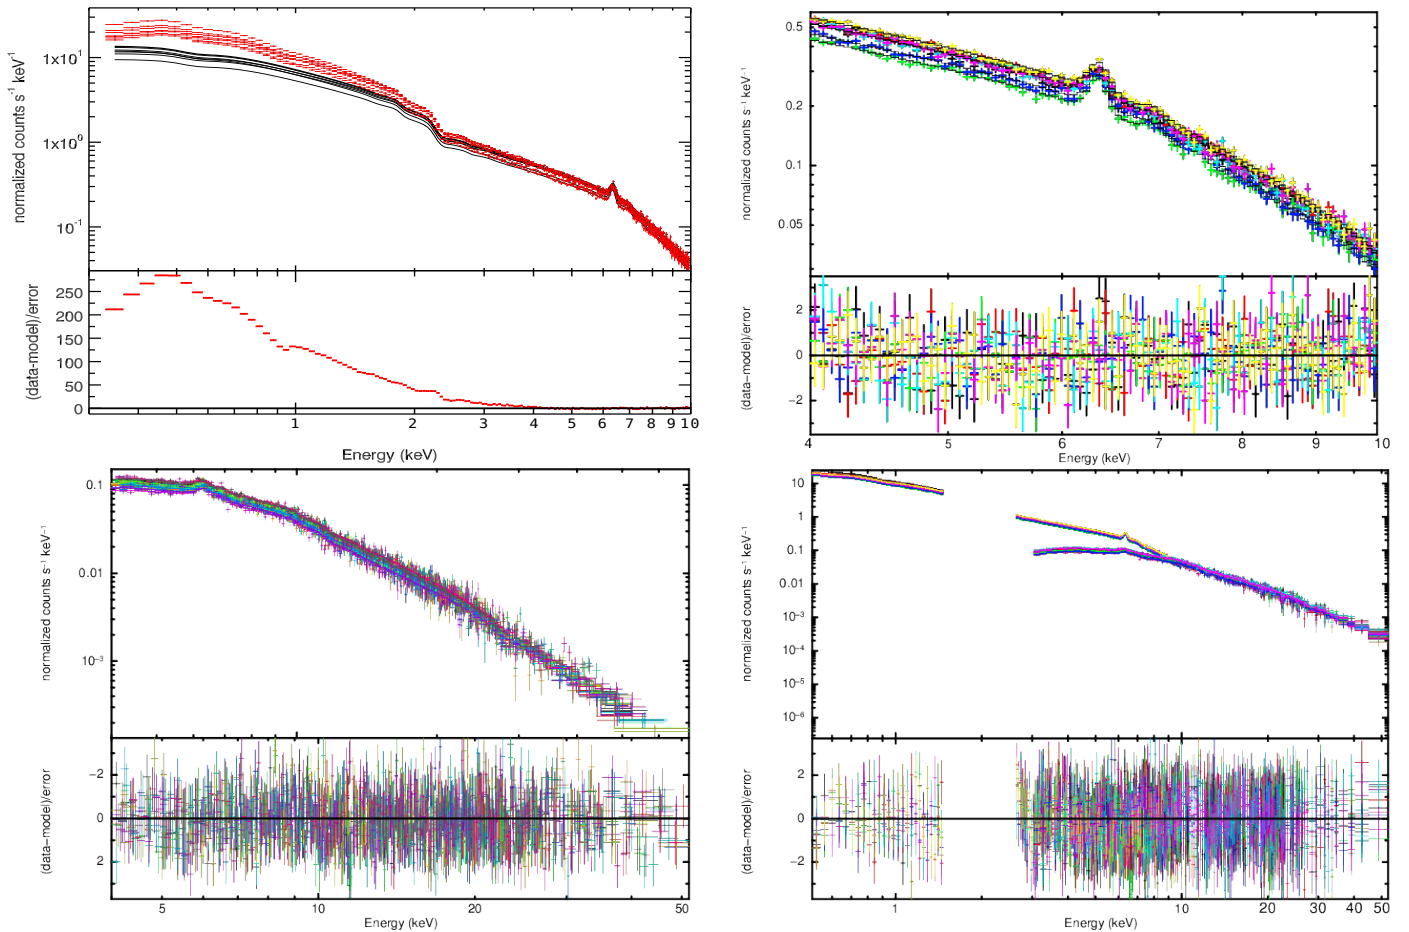 normalized counts s⁻¹ keV⁻¹
1×10¹
1×10⁰
1×10⁻¹
(data−model)/error
250
200
150
100
50
0
1 2 3 4 5 6 7 8 9 10
Energy (keV)
normalized counts s⁻¹ keV⁻¹
0.5
0.2
0.1
0.05
(data−model)/error
2
0
−2
4 5 6 7 8 9 10
Energy (keV)
normalized counts s⁻¹ keV⁻¹
0.1
0.01
10⁻³
(data−model)/error
−2
0
2
5 10 20 50
Energy (keV)
normalized counts s⁻¹ keV⁻¹
10
1
0.1
0.01
10⁻³
10⁻⁴
10⁻⁵
10⁻⁶
(data−model)/error
2
0
−2
1 10 20 30 40 50
Energy (keV)